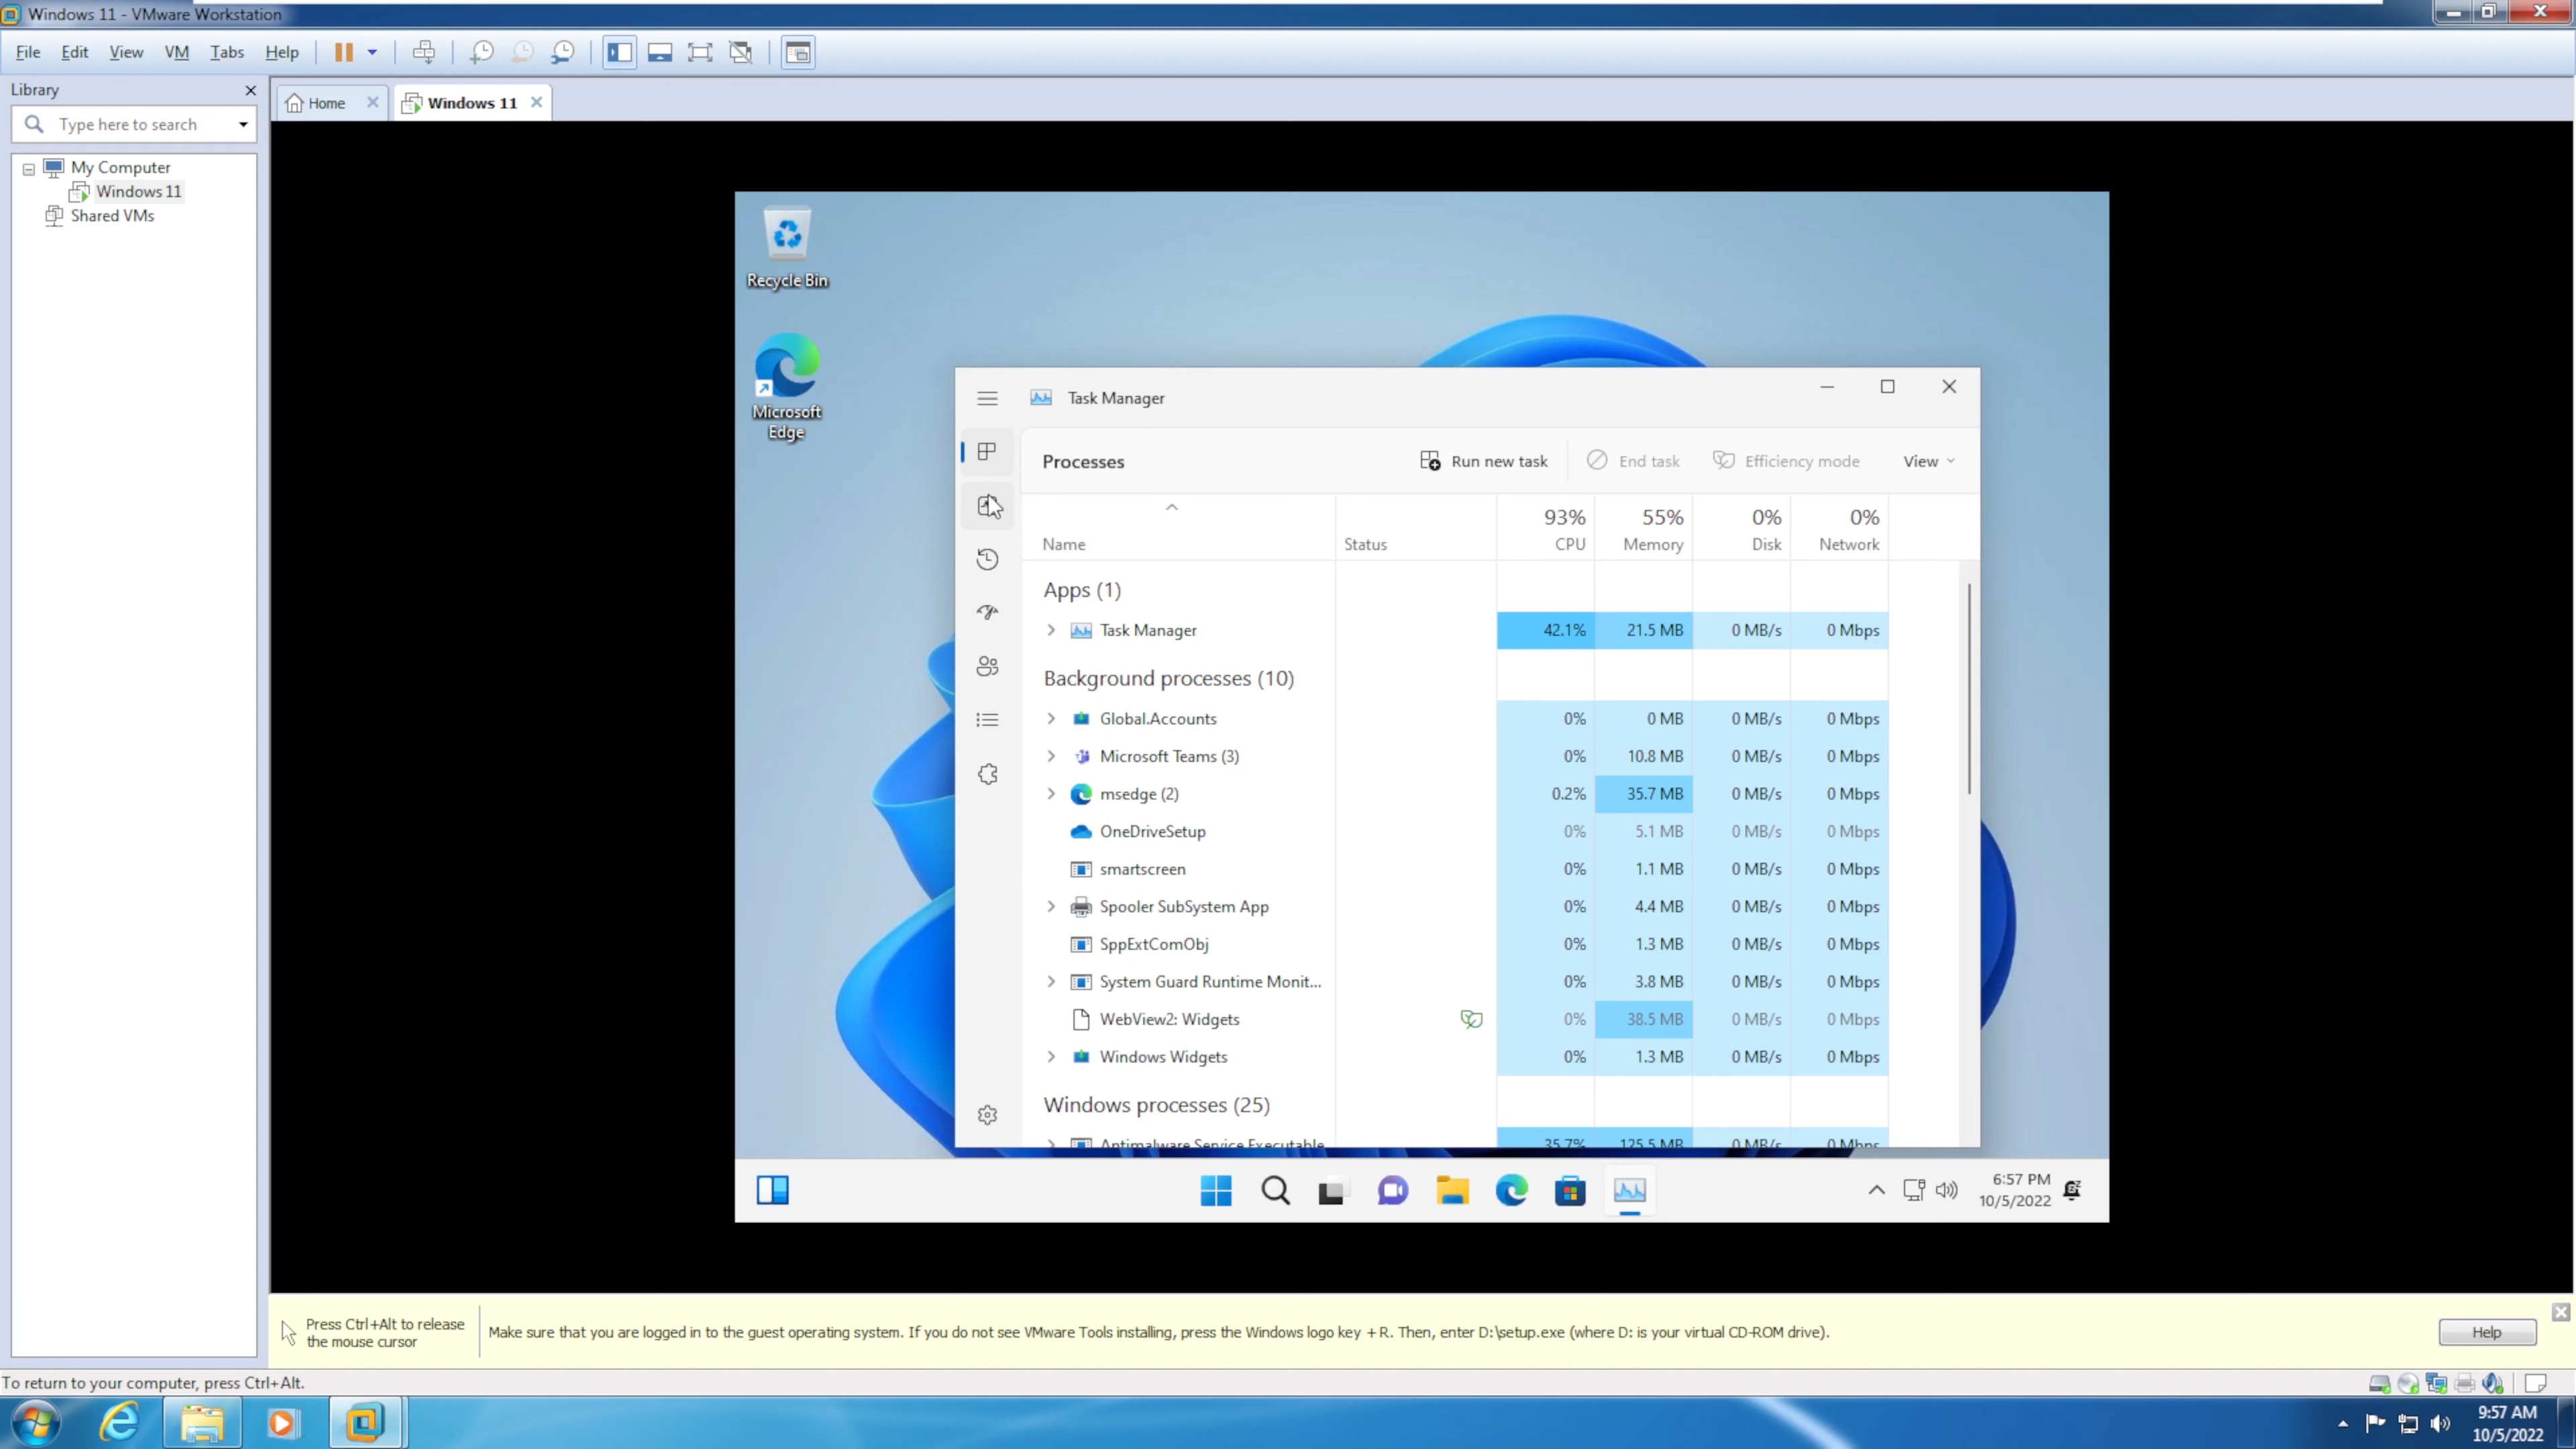 Windows 11 - VMware Workstation
File Edit View VM Tabs Help
Library
Type here to search
My Computer
Windows 11
Shared VMs
Home
Windows 11
Recycle Bin
Microsoft
Edge
Task Manager
Processes
Run new task
End task
Efficiency mode
View
93% 55% 0% 0%
Name Status CPU Memory Disk Network
Apps (1)
Task Manager 42.1% 21.5 MB 0 MB/s 0 Mbps
Background processes (10)
Global.Accounts 0% 0 MB 0 MB/s 0 Mbps
Microsoft Teams (3) 0% 10.8 MB 0 MB/s 0 Mbps
msedge (2) 0.2% 35.7 MB 0 MB/s 0 Mbps
OneDriveSetup 0% 5.1 MB 0 MB/s 0 Mbps
smartscreen 0% 1.1 MB 0 MB/s 0 Mbps
Spooler SubSystem App 0% 4.4 MB 0 MB/s 0 Mbps
SppExtComObj 0% 1.3 MB 0 MB/s 0 Mbps
System Guard Runtime Monit... 0% 3.8 MB 0 MB/s 0 Mbps
WebView2: Widgets 0% 38.5 MB 0 MB/s 0 Mbps
Windows Widgets 0% 1.3 MB 0 MB/s 0 Mbps
Windows processes (25)
Antimalware Service Executable 35.7% 125.5 MB 0 MB/s 0 Mbps
6:57 PM
10/5/2022
Press Ctrl+Alt to release
the mouse cursor
Make sure that you are logged in to the guest operating system. If you do not see VMware Tools installing, press the Windows logo key + R. Then, enter D:\setup.exe (where D: is your virtual CD-ROM drive).
Help
To return to your computer, press Ctrl+Alt.
9:57 AM
10/5/2022